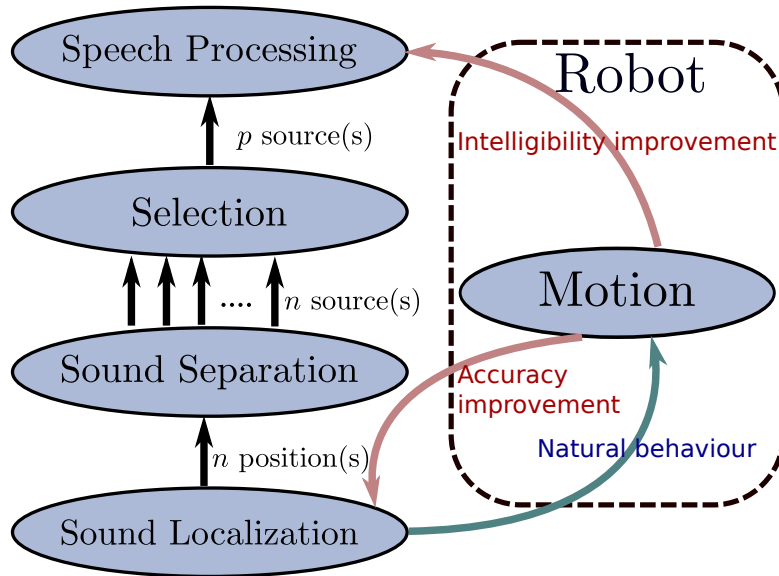 Speech Processing
Robot
p source(s)
Intelligibility improvement
Selection
.... n source(s)
Motion
Sound Separation
Accuracy
improvement
n position(s)
Natural behaviour
Sound Localization